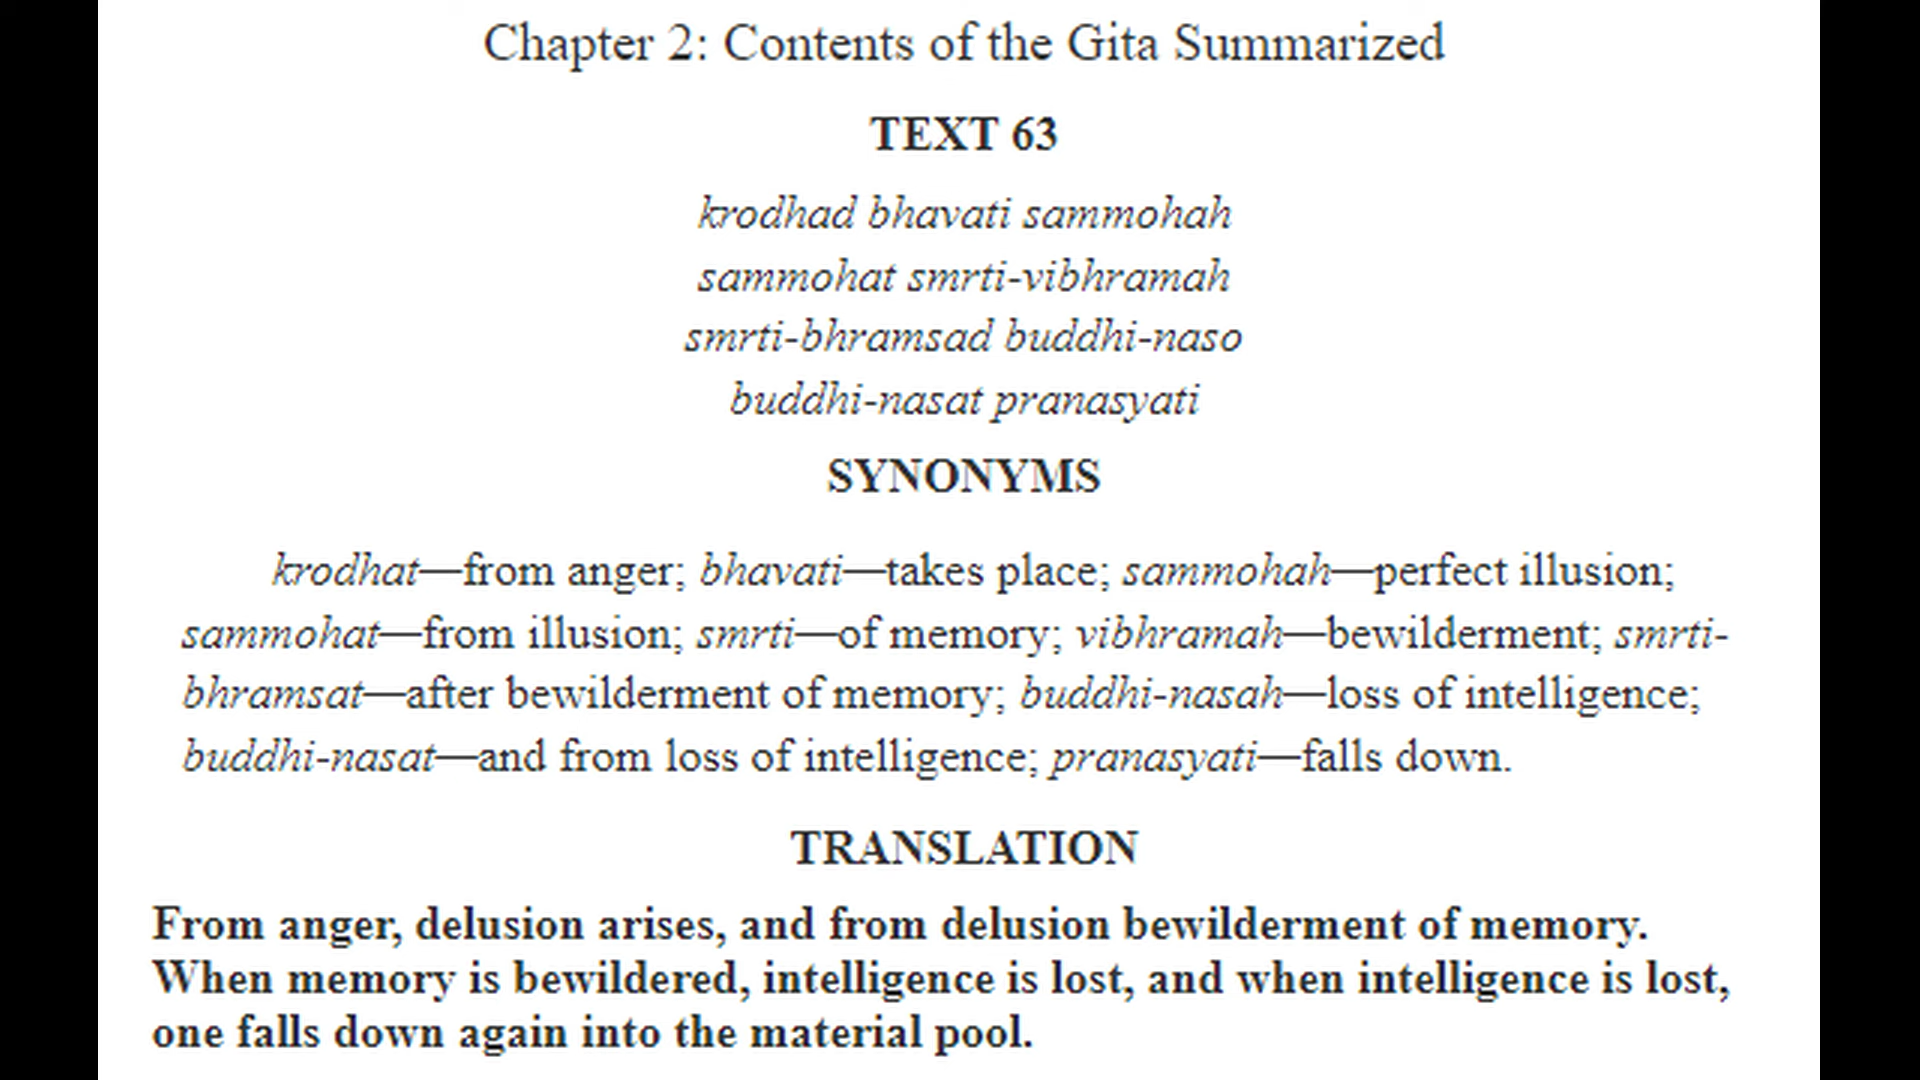 Chapter 2: Contents of the Gita Summarized
TEXT 63
krodhad bhavati sammohah
sammohat smrti-vibhramah
smrti-bhramsad buddhi-naso
buddhi-nasat pranasyati
SYNONYMS
krodhat—from anger; bhavati—takes place; sammohah—perfect illusion;
sammohat—from illusion; smrti—of memory; vibhramah—bewilderment; smrti-
bhramsat—after bewilderment of memory; buddhi-nasah—loss of intelligence;
buddhi-nasat—and from loss of intelligence; pranasyati—falls down.
TRANSLATION
From anger, delusion arises, and from delusion bewilderment of memory.
When memory is bewildered, intelligence is lost, and when intelligence is lost,
one falls down again into the material pool.